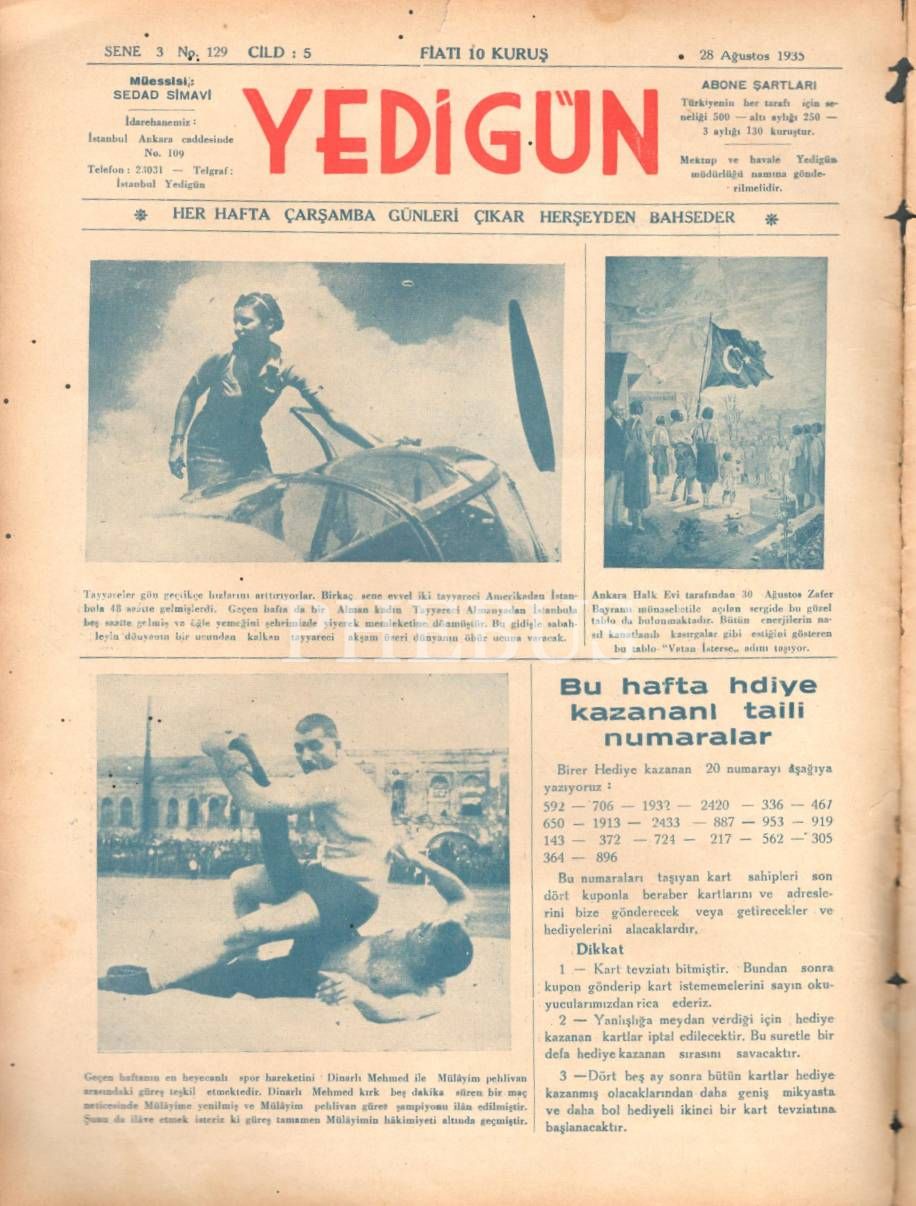 SENE 3 No. 129 CİLD : 5 FİATI 10 KURUŞ 28 Ağustos 1935
Müessisi:
SEDAD SİMAVİ
İdarehanemiz :
İstanbul Ankara caddesinde
No. 109
Telefon : 23031 — Telgraf :
İstanbul Yedigün
YEDİGÜN
ABONE ŞARTLARI
Türkiyenin her tarafı için se-
neliği 500 — altı aylığı 250 —
3 aylığı 130 kuruştur.
Mektup ve havale Yedigün
müdürlüğü namına gönde-
rilmelidir.
HER HAFTA ÇARŞAMBA GÜNLERİ ÇIKAR HERŞEYDEN BAHSEDER
Tayyareler gün geçtikçe hızlarını arttırıyorlar. Birkaç sene evvel iki tayyareci Amerikadan İstan-
bula 48 saatte gelmişlerdi. Geçen hafta da bir Alman kadın Tayyareci Almanyadan İstanbula
beş saatte gelmiş ve öğle yemeğini şehrimizde yiyerek memleketine dönmüştür. Bu gidişle sabah-
leyin dünyanın bir ucundan kalkan tayyareci akşam üzeri dünyanın öbür ucuna varacak.
Ankara Halk Evi tarafından 30 Ağustos Zafer
Bayramı münasebetile açılan sergide bu güzel
tablo da bulunmaktadır. Bütün enerjilerin na-
sıl kanatlanıb kasırgalar gibi estiğini gösteren
bu tablo "Vatan İsterse„ adını taşıyor.
PHEBUS
Geçen haftanın en heyecanlı spor hareketini Dinarlı Mehmed ile Mülâyim pehlivan
arasındaki güreş teşkil etmektedir. Dinarlı Mehmed kırk beş dakika süren bir maç
neticesinde Mülâyime yenilmiş ve Mülâyim pehlivan güreş şampiyonu ilân edilmiştir.
Şunu da ilâve etmek isteriz ki güreş tamamen Mülâyimin hâkimiyeti altında geçmiştir.
Bu hafta hdiye
kazananl taili
numaralar
Birer Hediye kazanan 20 numarayı aşağıya
yazıyoruz :
592 — 706 — 1932 — 2420 — 336 — 467
650 — 1913 — 2433 — 887 — 953 — 919
143 — 372 — 724 — 217 — 562 — 305
364 — 896
Bu numaraları taşıyan kart sahipleri son
dört kuponla beraber kartlarını ve adresle-
rini bize gönderecek veya getirecekler ve
hediyelerini alacaklardır.
Dikkat
1 — Kart tevziatı bitmiştir. Bundan sonra
kupon gönderip kart istememelerini sayın oku-
yucularımızdan rica ederiz.
2 — Yanlışlığa meydan verdiği için hediye
kazanan kartlar iptal edilecektir. Bu suretle bir
defa hediye kazanan sırasını savacaktır.
3 —Dört beş ay sonra bütün kartlar hediye
kazanmış olacaklarından daha geniş mikyasta
ve daha bol hediyeli ikinci bir kart tevziatına
başlanacaktır.